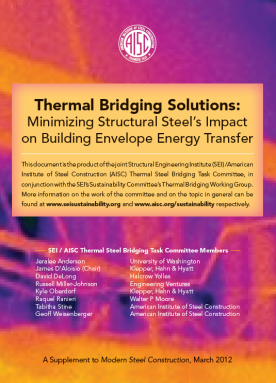 AISC
Thermal Bridging Solutions:
Minimizing Structural Steel's Impact
on Building Envelope Energy Transfer
This document is the product of the joint Structural Engineering Institute (SEI)/American
Institute of Steel Construction (AISC) Thermal Steel Bridging Task Committee, in
conjunction with the SEI's Sustainability Committee's Thermal Bridging Working Group.
More information on the work of the committee and on the topic in general can be
found at www.seisustainability.org and www.aisc.org/sustainability respectively.
SEI / AISC Thermal Steel Bridging Task Committee Members
Jeralee Anderson University of Washington
James D'Aloisio (Chair) Klepper, Hahn & Hyatt
David DeLong Halcrow Yolles
Russell Miller-Johnson Engineering Ventures
Kyle Oberdorf Klepper, Hahn & Hyatt
Raquel Ranieri Walter P Moore
Tabitha Stine American Institute of Steel Construction
Geoff Weisenberger American Institute of Steel Construction
A Supplement to Modern Steel Construction, March 2012